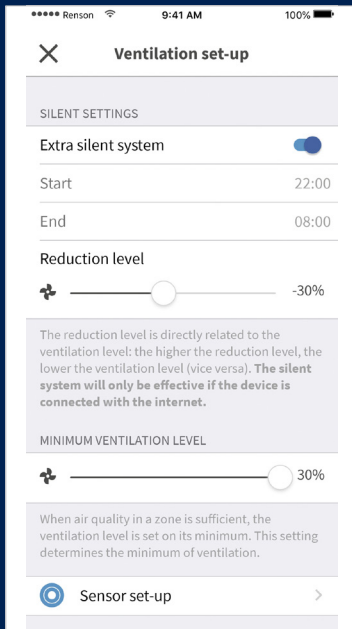 Renson 9:41 AM 100%
Ventilation set-up
SILENT SETTINGS
Extra silent system
Start 22:00
End 08:00
Reduction level
-30%
The reduction level is directly related to the
ventilation level: the higher the reduction level, the
lower the ventilation level (vice versa). The silent
system will only be effective if the device is
connected with the internet.
MINIMUM VENTILATION LEVEL
30%
When air quality in a zone is sufficient, the
ventilation level is set on its minimum. This setting
determines the minimum of ventilation.
Sensor set-up